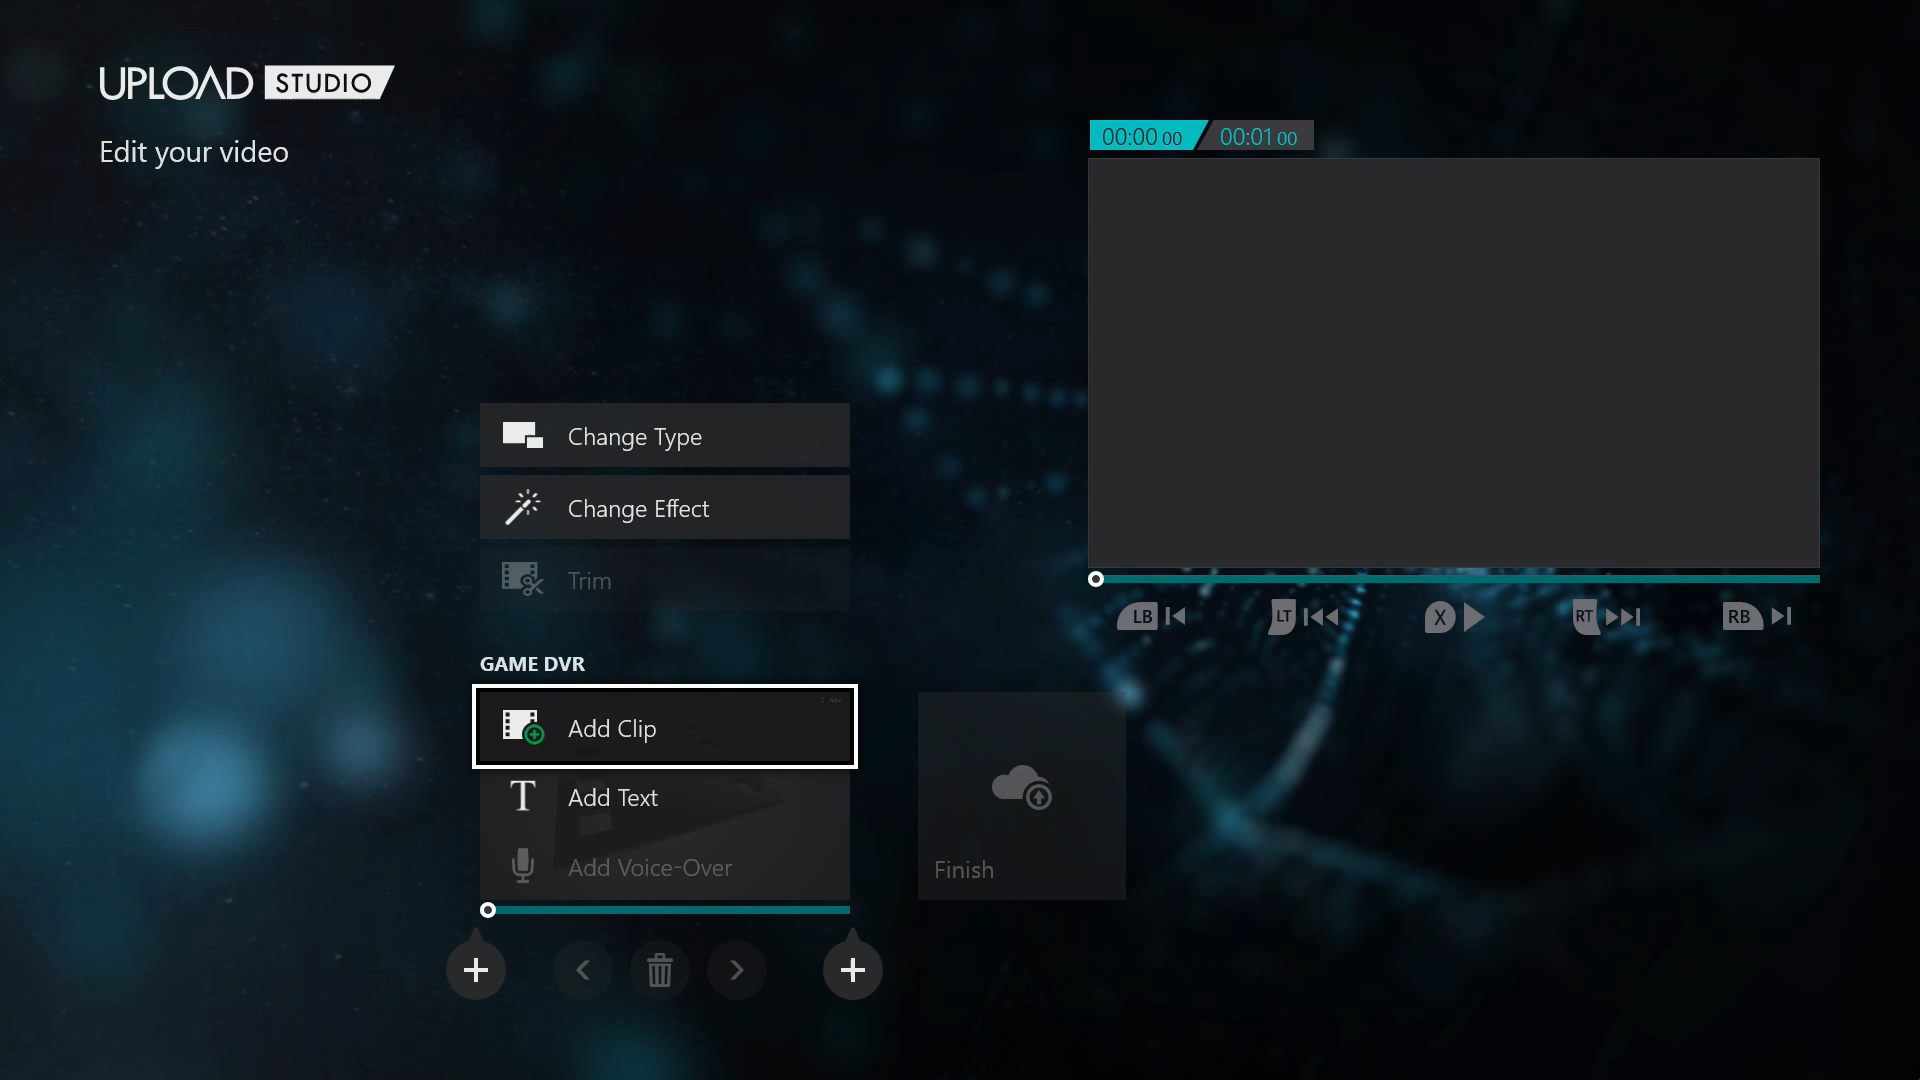 UPLOAD STUDIO
Edit your video
00:00 00 00:01 00
Change Type
Change Effect
Trim
LB LT X RT RB
GAME DVR
T Abc
Add Clip
Add Text
Add Voice-Over
Finish